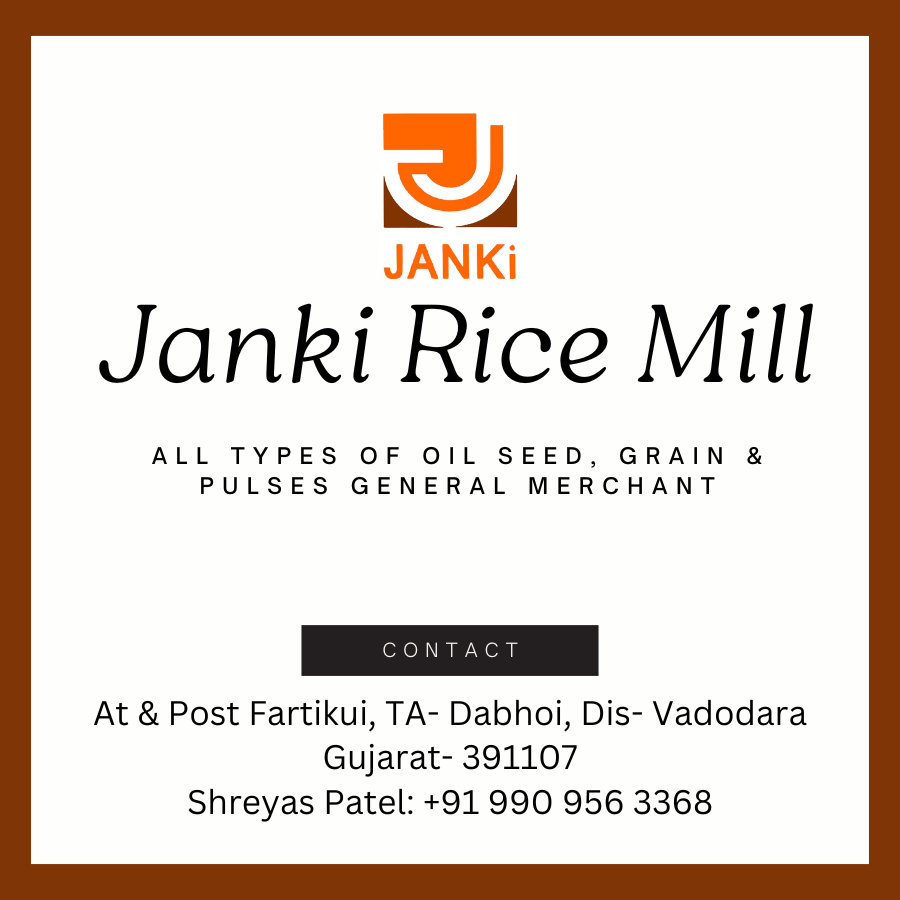 JANKi
Janki Rice Mill
ALL TYPES OF OIL SEED, GRAIN &
PULSES GENERAL MERCHANT
CONTACT
At & Post Fartikui, TA- Dabhoi, Dis- Vadodara
Gujarat- 391107
Shreyas Patel: +91 990 956 3368